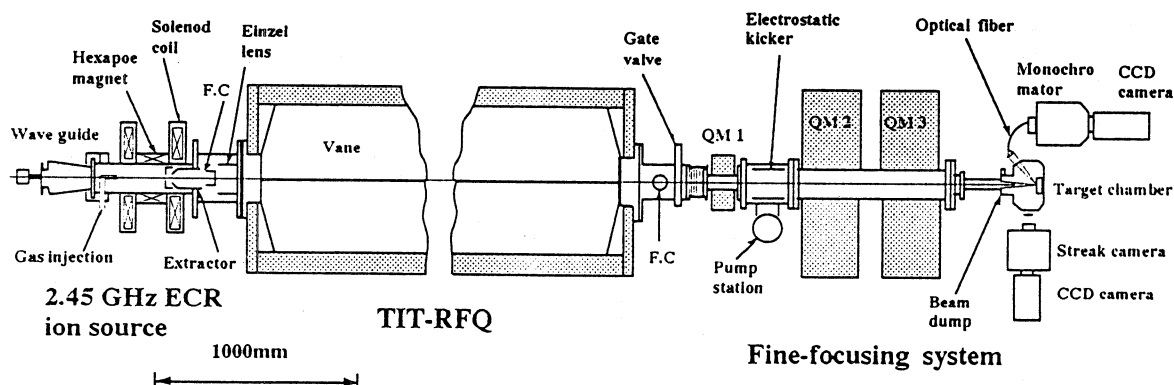 Solenod
coil
Hexapoe
magnet
F.C
Einzel
lens
Wave guide
Gas injection
Extractor
Vane
2.45 GHz ECR
ion source
TIT-RFQ
1000mm
Gate
valve
QM 1
F.C
Electrostatic
kicker
Pump
station
QM 2
QM 3
Optical fiber
Monochro
mator
CCD
camera
Target chamber
Streak camera
CCD camera
Beam
dump
Fine-focusing system